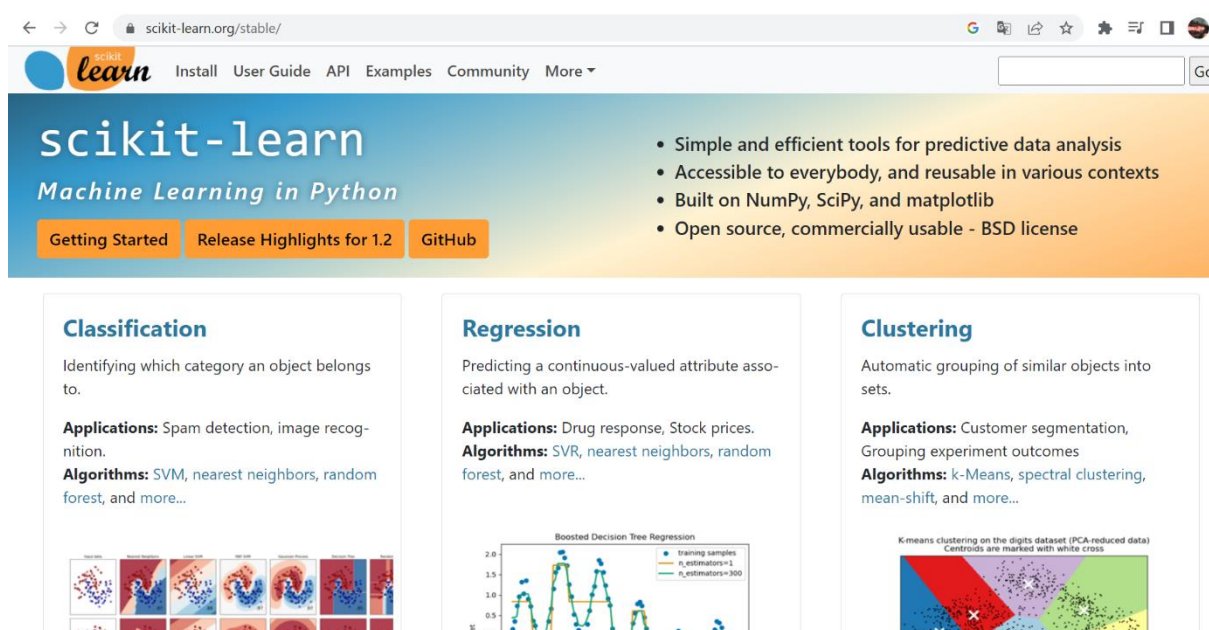 scikit-learn.org/stable/
scikit
learn
Install User Guide API Examples Community More
scikit-learn
Machine Learning in Python
Getting Started Release Highlights for 1.2 GitHub
• Simple and efficient tools for predictive data analysis
• Accessible to everybody, and reusable in various contexts
• Built on NumPy, SciPy, and matplotlib
• Open source, commercially usable - BSD license
Classification
Identifying which category an object belongs
to.
Applications: Spam detection, image recog-
nition.
Algorithms: SVM, nearest neighbors, random
forest, and more...
Regression
Predicting a continuous-valued attribute asso-
ciated with an object.
Applications: Drug response, Stock prices.
Algorithms: SVR, nearest neighbors, random
forest, and more...
Boosted Decision Tree Regression
training samples
n_estimators=1
n_estimators=300
2.0
1.5
1.0
0.5
Clustering
Automatic grouping of similar objects into
sets.
Applications: Customer segmentation,
Grouping experiment outcomes
Algorithms: k-Means, spectral clustering,
mean-shift, and more...
K-means clustering on the digits dataset (PCA-reduced data)
Centroids are marked with white cross